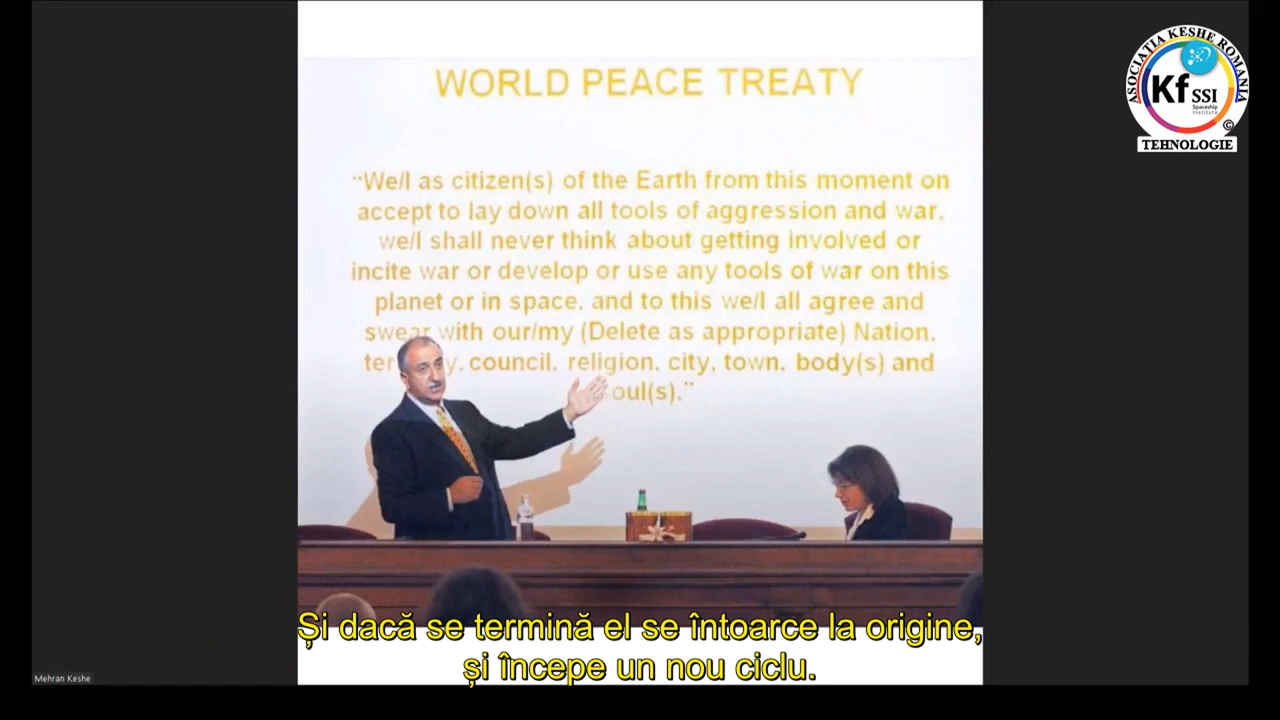 WORLD PEACE TREATY
“We/I as citizen(s) of the Earth from this moment on
accept to lay down all tools of aggression and war,
we/I shall never think about getting involved or
incite war or develop or use any tools of war on this
planet or in space, and to this we/I all agree and
swear with our/my (Delete as appropriate) Nation,
council, religion, city, town, body(s) and
oul(s).”
ASOCIATIA KESHE ROMANIA
Kf SSI
Spaceship
Institute
©
TEHNOLOGIE
Și dacă se termină el se întoarce la origine,
și începe un nou ciclu.
Mehran Keshe